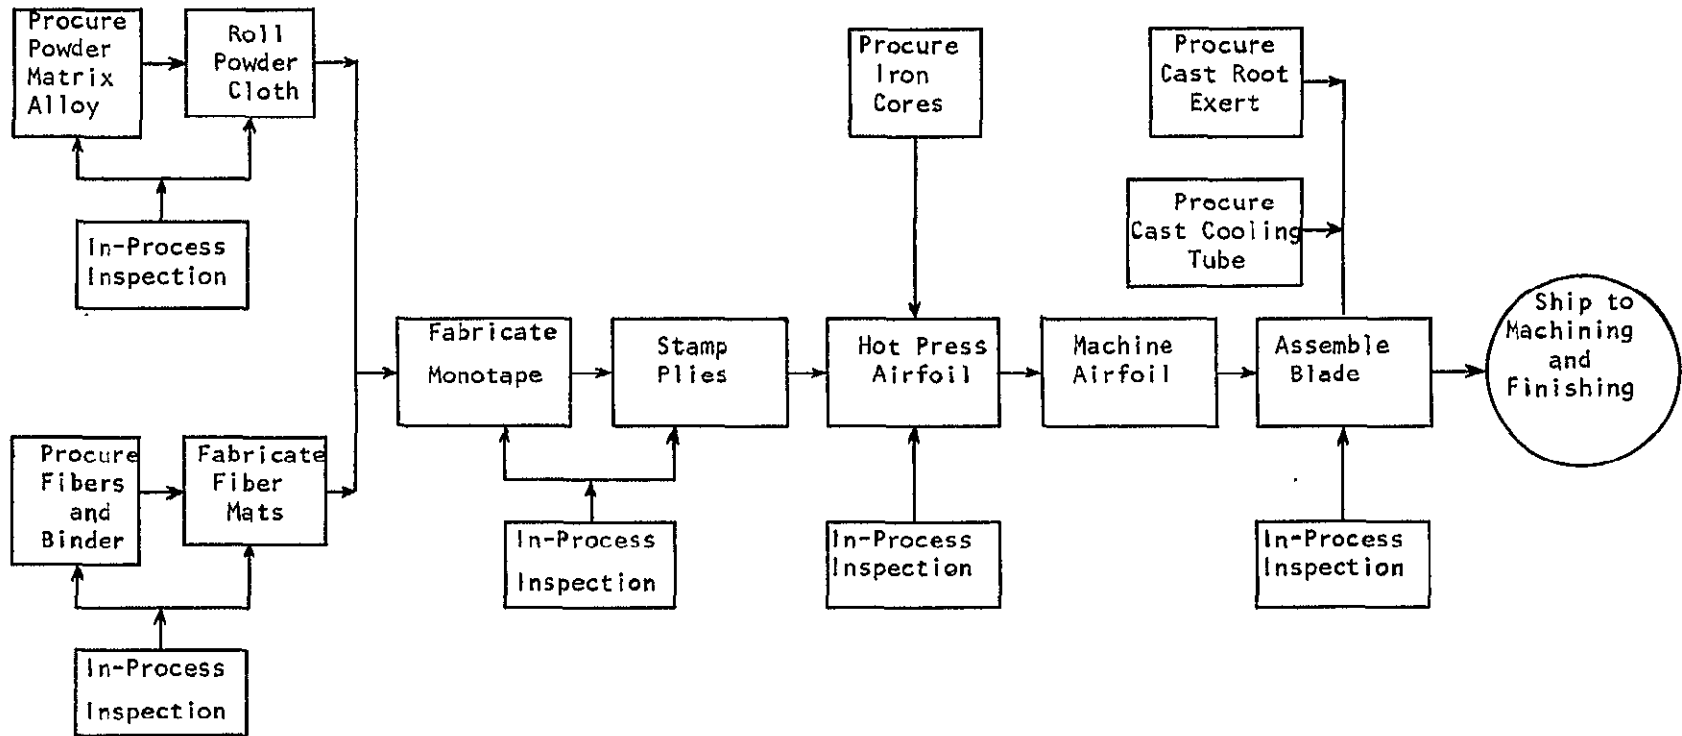 Procure
Powder
Matrix
Alloy
Roll
Powder
Cloth
In-Process
Inspection
Procure
Iron
Cores
Procure
Cast Root
Exert
Procure
Cast Cooling
Tube
Fabricate
Monotape
Stamp
Plies
Hot Press
Airfoil
Machine
Airfoil
Assemble
Blade
Ship to
Machining
and
Finishing
Procure
Fibers
and
Binder
Fabricate
Fiber
Mats
In-Process
Inspection
In-Process
Inspection
In-Process
Inspection
In-Process
Inspection